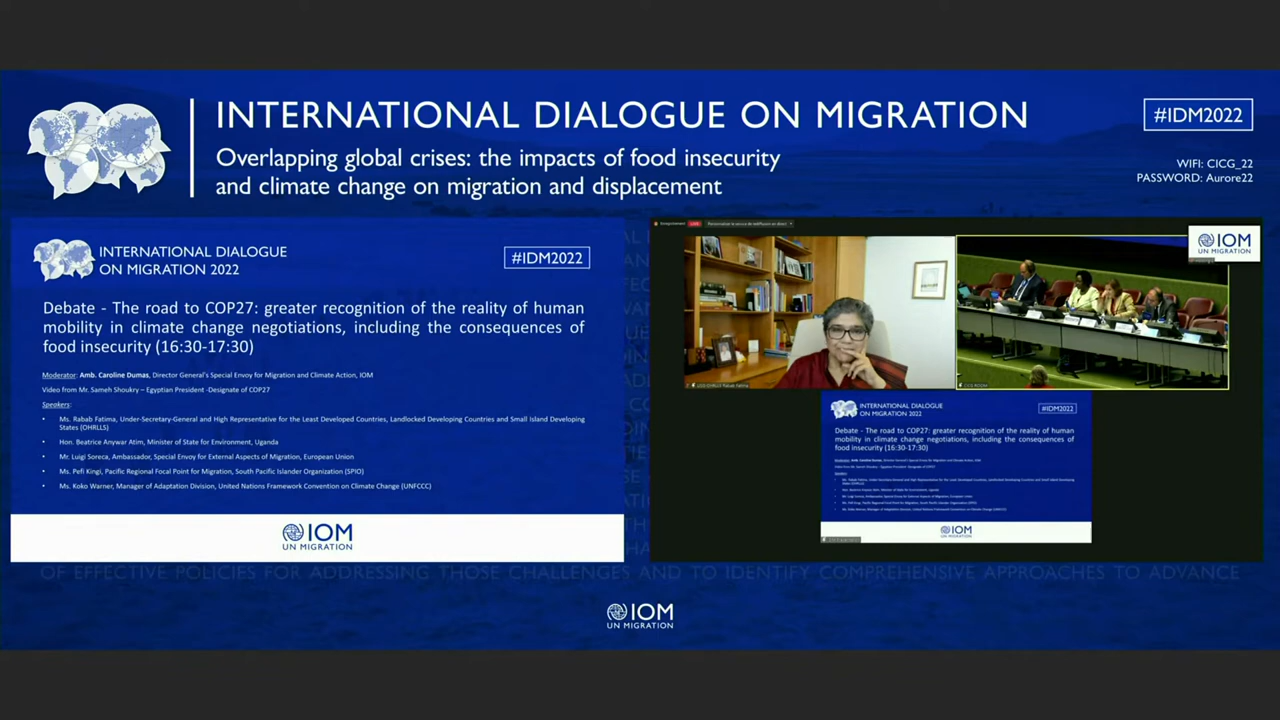 INTERNATIONAL DIALOGUE ON MIGRATION
Overlapping global crises: the impacts of food insecurity
and climate change on migration and displacement
#IDM2022
WIFI: CICG_22
PASSWORD: Aurore22
INTERNATIONAL DIALOGUE
ON MIGRATION 2022
#IDM2022
Debate - The road to COP27: greater recognition of the reality of human
mobility in climate change negotiations, including the consequences of
food insecurity (16:30-17:30)
Moderator: Amb. Caroline Dumas, Director General's Special Envoy for Migration and Climate Action, IOM
Video from Mr. Sameh Shoukry – Egyptian President -Designate of COP27
Speakers:
• Ms. Rabab Fatima, Under-Secretary-General and High Representative for the Least Developed Countries, Landlocked Developing Countries and Small Island Developing
States (OHRLLS)
• Hon. Beatrice Anywar Atim, Minister of State for Environment, Uganda
• Mr. Luigi Soreca, Ambassador, Special Envoy for External Aspects of Migration, European Union
• Ms. Pefi Kingi, Pacific Regional Focal Point for Migration, South Pacific Islander Organization (SPIO)
• Ms. Koko Warner, Manager of Adaptation Division, United Nations Framework Convention on Climate Change (UNFCCC)
IOM
UN MIGRATION
LIVE
IOM
INTERNATIONAL DIALOGUE
ON MIGRATION 2022
#IDM2022
Debate - The road to COP27: greater recognition of the reality of human
mobility in climate change negotiations, including the consequences of
food insecurity (16:30-17:30)
IOM
UN MIGRATION
OF EFFECTIVE POLICIES FOR ADDRESSING THOSE CHALLENGES AND TO IDENTIFY COMPREHENSIVE APPROACHES TO ADVANCE
IOM
UN MIGRATION